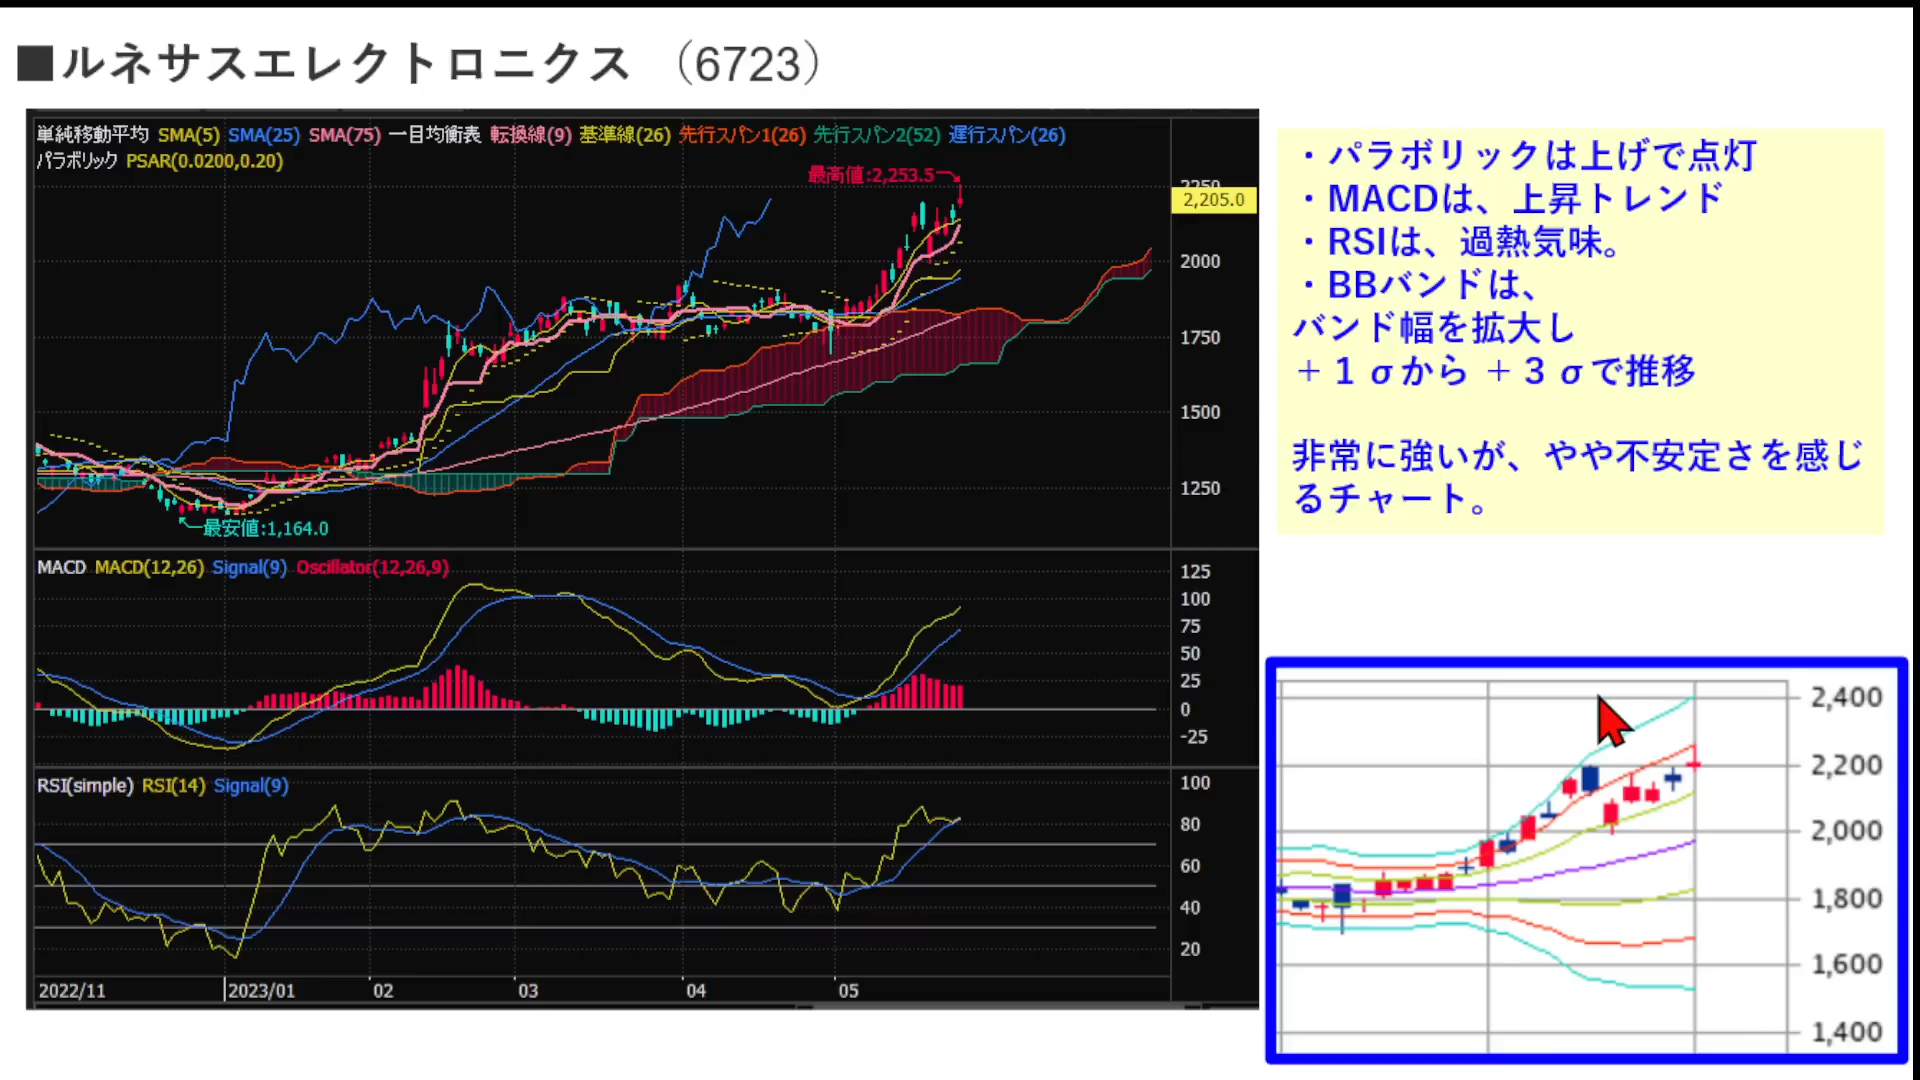 ■ルネサスエレクトロニクス （6723）
単純移動平均 SMA(5) SMA(25) SMA(75) 一目均衡表 転換線(9) 基準線(26) 先行スパン1(26) 先行スパン2(52) 遅行スパン(26)
パラボリック PSAR(0.0200,0.20)
最高値:2,253.5
2250
2,205.0
2000
1750
1500
1250
最安値:1,164.0
MACD MACD(12,26) Signal(9) Oscillator(12,26,9)
125
100
75
50
25
0
-25
RSI(simple) RSI(14) Signal(9)
100
80
60
40
20
2022/11 2023/01 02 03 04 05
・パラボリックは上げで点灯
・MACDは、上昇トレンド
・RSIは、過熱気味。
・BBバンドは、
バンド幅を拡大し
＋１σから＋３σで推移
非常に強いが、やや不安定さを感じ
るチャート。
2,400
2,200
2,000
1,800
1,600
1,400